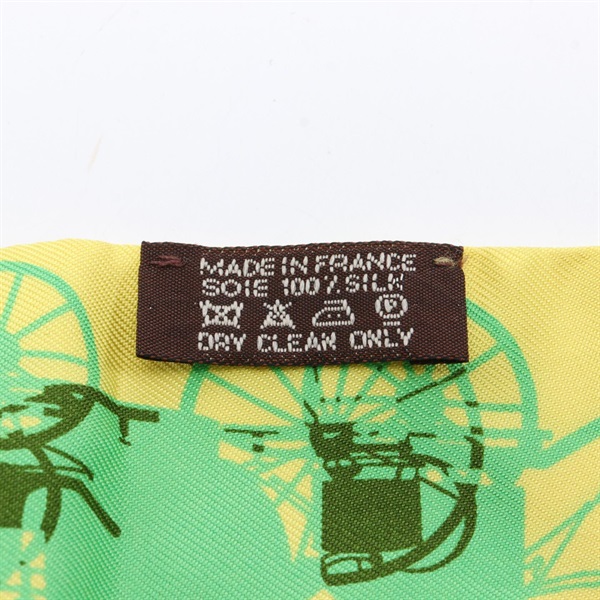 MADE IN FRANCE
SOIE 100% SILK
P
DRY CLEAN ONLY